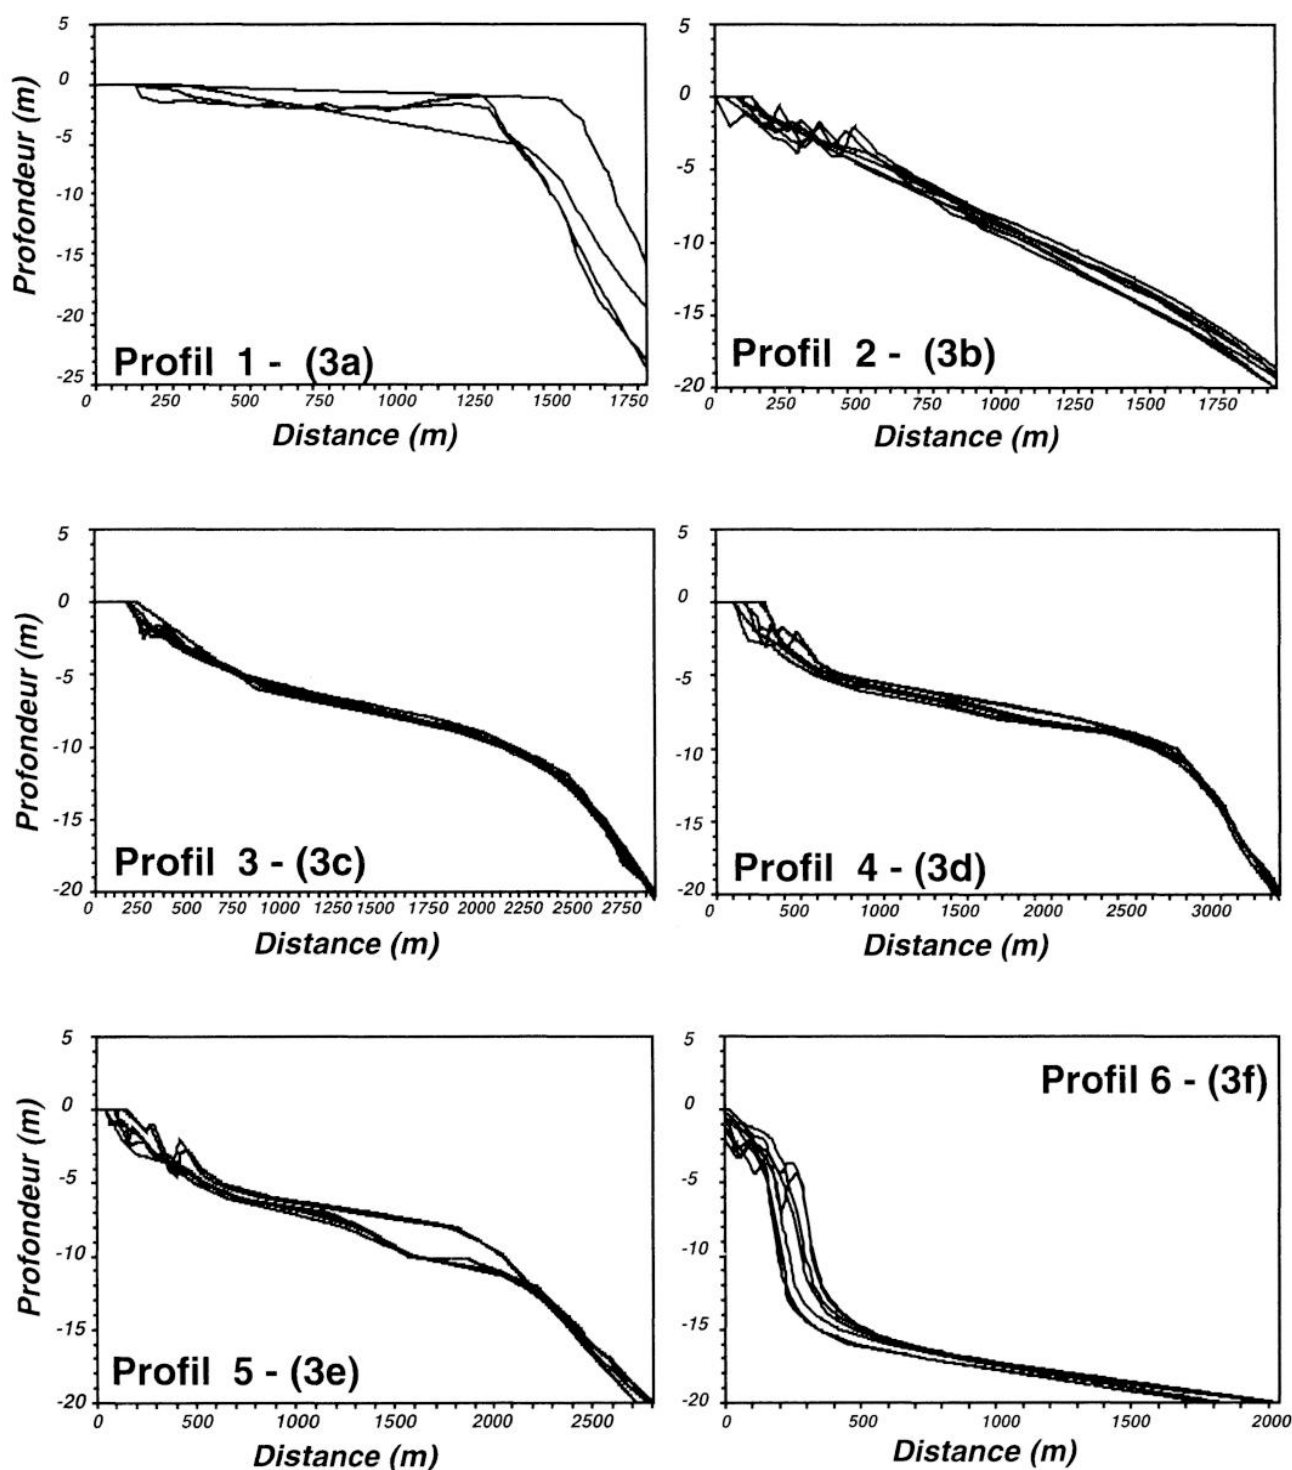 5
0
-5
-10
-15
-20
-25
Profondeur (m)
Profil 1 - (3a)
0 250 500 750 1000 1250 1500 1750
Distance (m)
5
0
-5
-10
-15
-20
Profil 2 - (3b)
0 250 500 1000 1250 1500 1750
Distance (m)
5
0
-5
-10
-15
-20
Profondeur (m)
Profil 3 - (3c)
0 250 500 750 1000 1250 1500 1750 2000 2250 2500 2750
Distance (m)
5
0
-5
-10
-15
-20
Profil 4 - (3d)
0 500 1000 1500 2000 2500 3000
Distance (m)
5
0
-5
-10
-15
-20
Profondeur (m)
Profil 5 - (3e)
0 500 1000 1500 2000 2500
Distance (m)
5
0
-5
-10
-15
-20
Profil 6 - (3f)
0 500 1000 1500 2000
Distance (m)